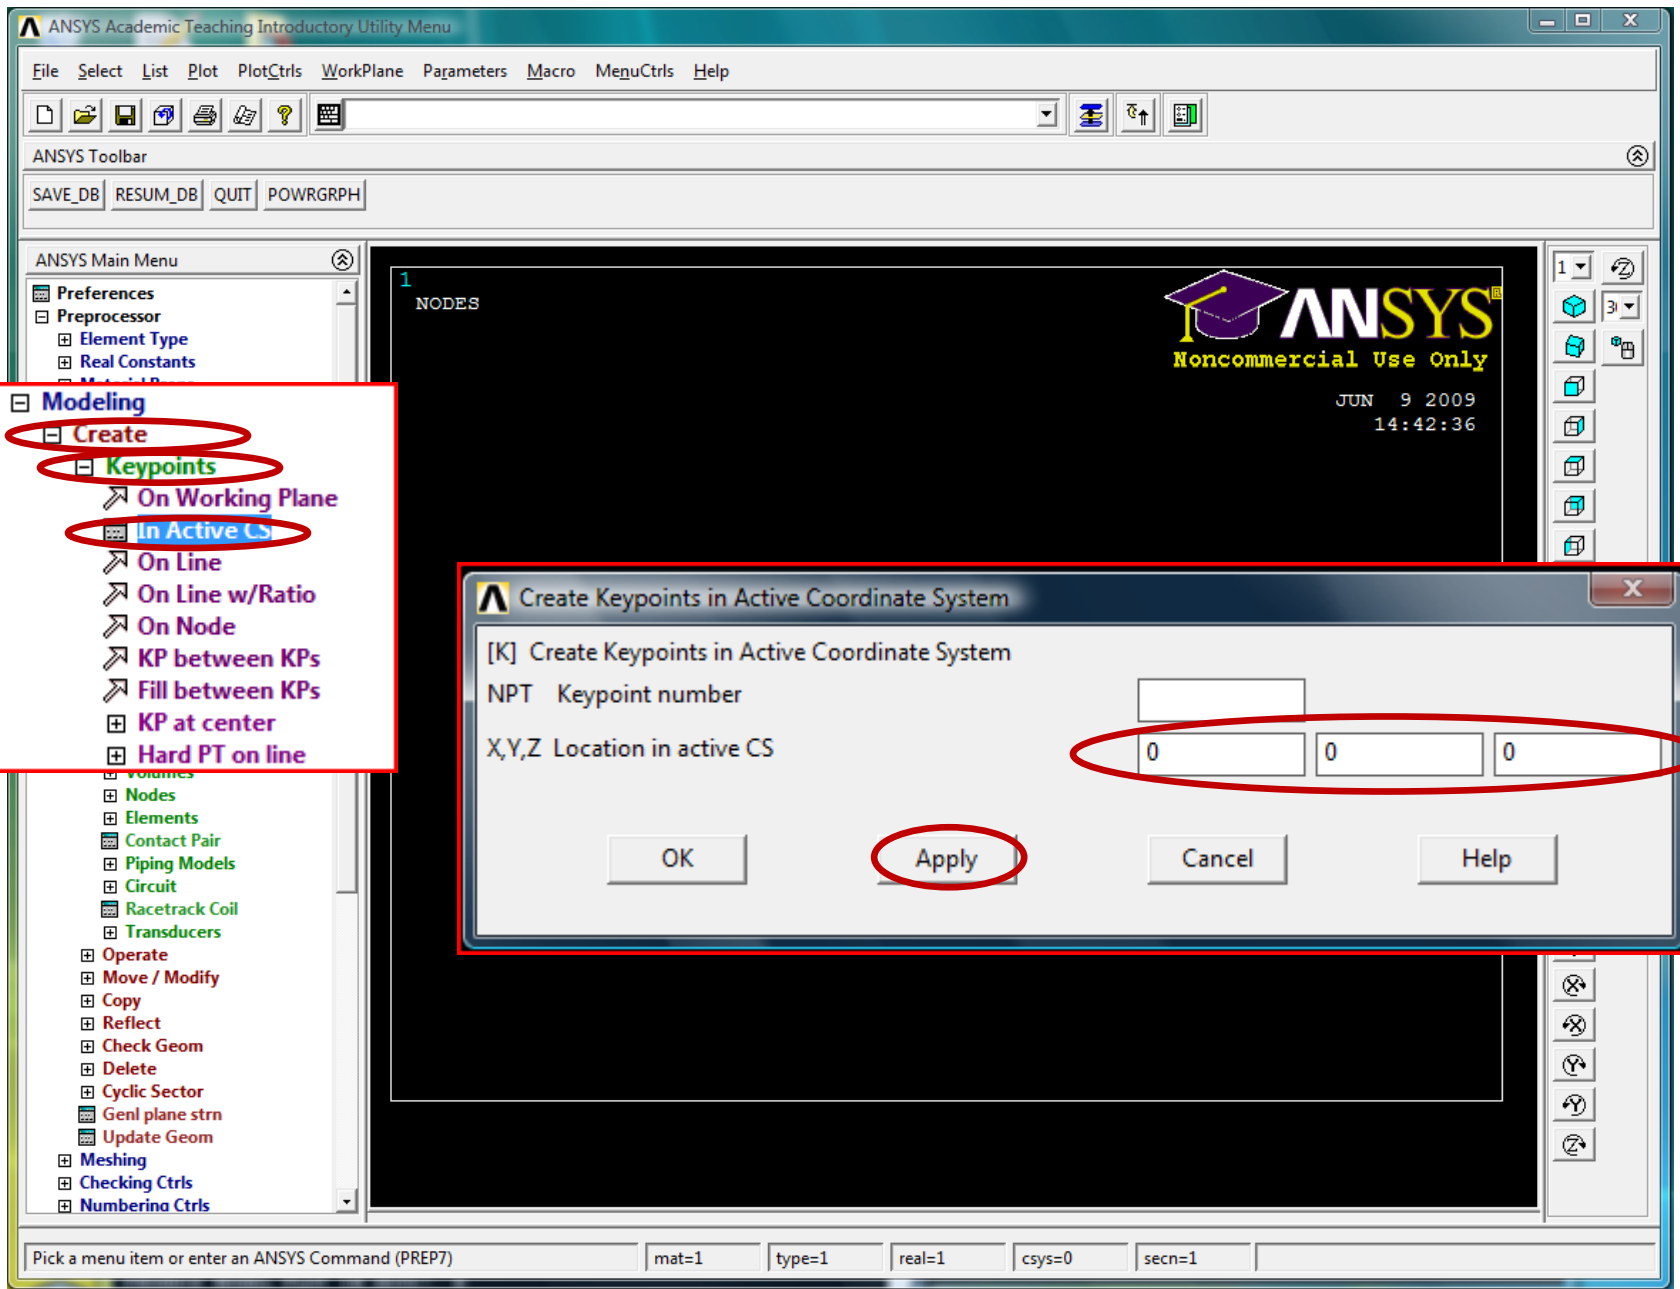 ANSYS Academic Teaching Introductory Utility Menu
File Select List Plot PlotCtrls WorkPlane Parameters Macro MenuCtrls Help
ANSYS Toolbar
SAVE_DB RESUM_DB QUIT POWRGRPH
ANSYS Main Menu
Preferences
Preprocessor
Element Type
Real Constants
Modeling
Create
Keypoints
On Working Plane
In Active CS
On Line
On Line w/Ratio
On Node
KP between KPs
Fill between KPs
KP at center
Hard PT on line
Volumes
Nodes
Elements
Contact Pair
Piping Models
Circuit
Racetrack Coil
Transducers
Operate
Move / Modify
Copy
Reflect
Check Geom
Delete
Cyclic Sector
Genl plane strn
Update Geom
Meshing
Checking Ctrls
Numbering Ctrls
1
NODES
ANSYS®
Noncommercial Use Only
JUN 9 2009
14:42:36
1
Create Keypoints in Active Coordinate System
[K] Create Keypoints in Active Coordinate System
NPT Keypoint number
X,Y,Z Location in active CS 0 0 0
OK Apply Cancel Help
Pick a menu item or enter an ANSYS Command (PREP7) mat=1 type=1 real=1 csys=0 secn=1